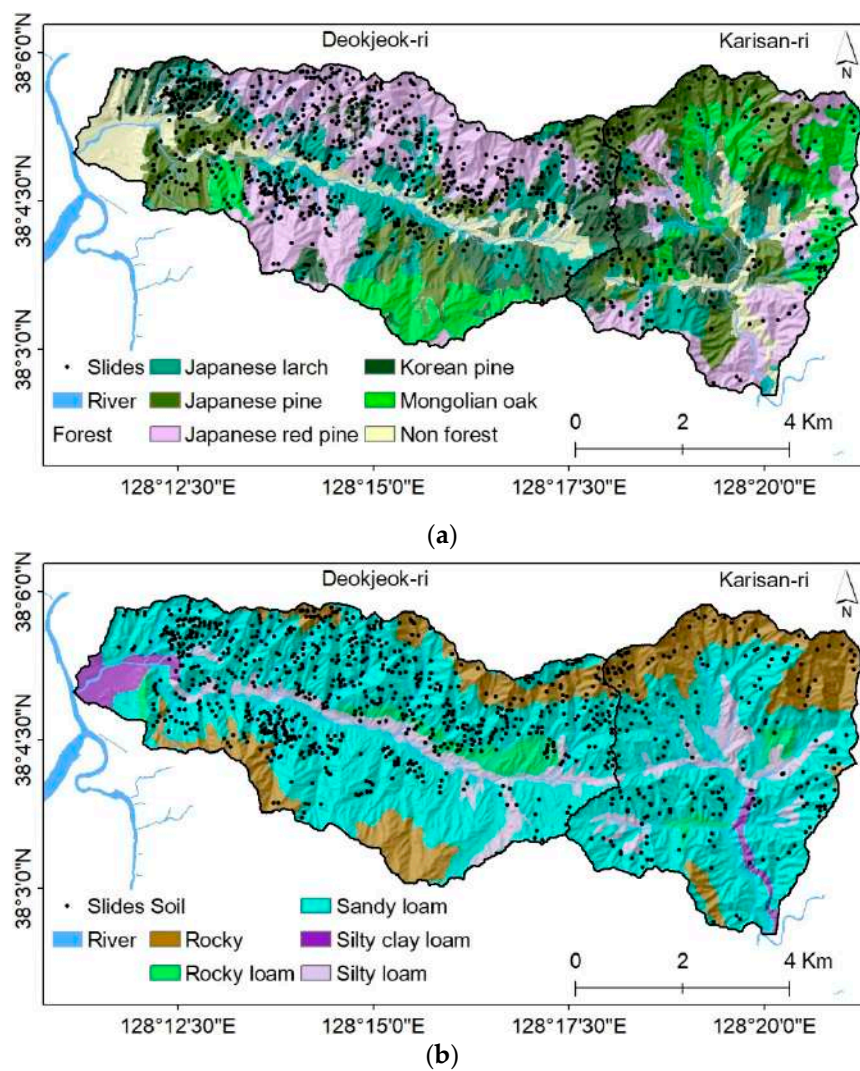 Deokjeok-ri Karisan-ri
38°6'0"N
N
38°4'30"N
38°3'0"N
Slides Japanese larch Korean pine
River Japanese pine Mongolian oak
Forest Japanese red pine Non forest
0 2 4 Km
128°12'30"E 128°15'0"E 128°17'30"E 128°20'0"E
(a)
Deokjeok-ri Karisan-ri
38°6'0"N
N
38°4'30"N
38°3'0"N
Slides Soil Sandy loam
River Rocky Silty clay loam
Rocky loam Silty loam
0 2 4 Km
128°12'30"E 128°15'0"E 128°17'30"E 128°20'0"E
(b)